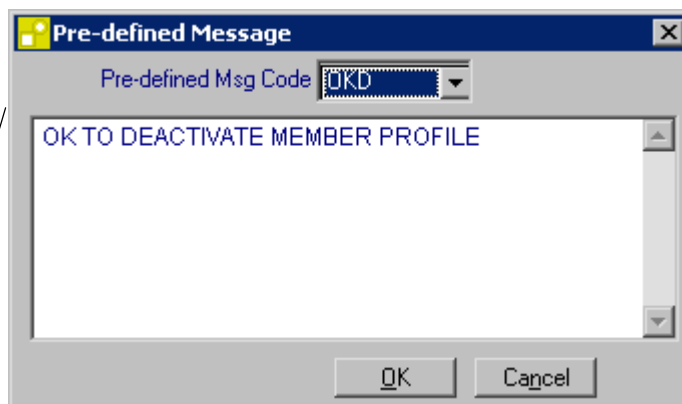 Pre-defined Message
Pre-defined Msg Code OKD
OK TO DEACTIVATE MEMBER PROFILE
OK Cancel